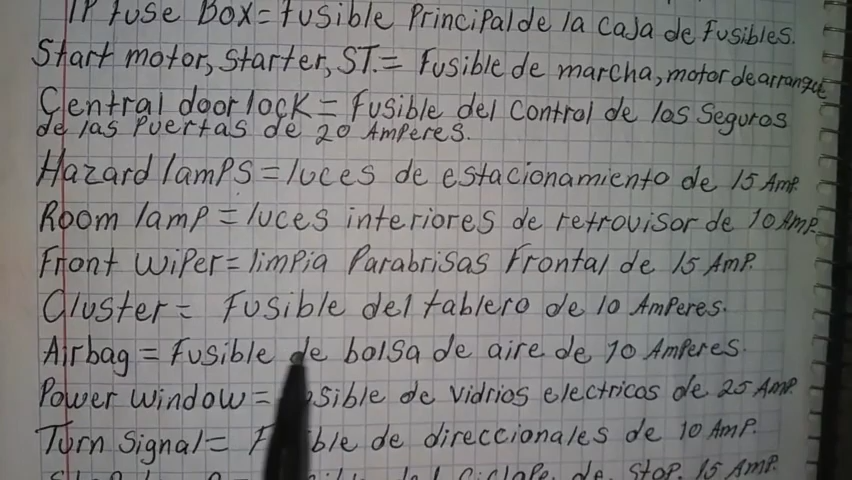 IP Fuse Box = fusible Principal de la caja de Fusibles.
Start motor, Starter, ST. = Fusible de marcha, motor de arranque
Central door lock = Fusible del control de los Seguros
de las Puertas de 20 Amperes.
Hazard lamps = luces de estacionamiento de 15 Amp.
Room lamp = luces interiores de retrovisor de 10 AMP.
Front Wiper = limpia Parabrisas Frontal de 15 AMP.
Cluster = Fusible del tablero de 10 Amperes.
Airbag = Fusible de bolsa de aire de 10 Amperes.
Power window = sible de vidrios electricos de 25 Amp.
Turn Signal = F ible de direccionales de 10 AMP.
de Stop. 15 AMP.